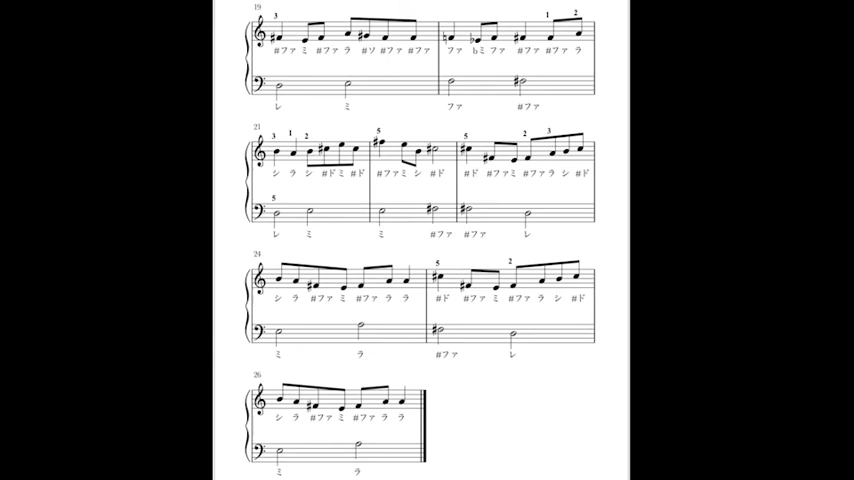 19
3 1 2
#ファ ミ #ファ ラ #ソ #ファ #ファ ファ bミ ファ #ファ #ファ ラ
レ ミ ファ #ファ
21
3 1 2 5 5 2 3
シ ラ シ #ド ミ #ド #ファ ミ シ #ド #ド #ファ ミ #ファ ラ シ #ド
5
レ ミ ミ #ファ #ファ レ
24
5 2
シ ラ #ファ ミ #ファ ラ ラ #ド #ファ ミ #ファ ラ シ #ド
ミ ラ #ファ レ
26
シ ラ #ファ ミ #ファ ラ ラ
ミ ラ